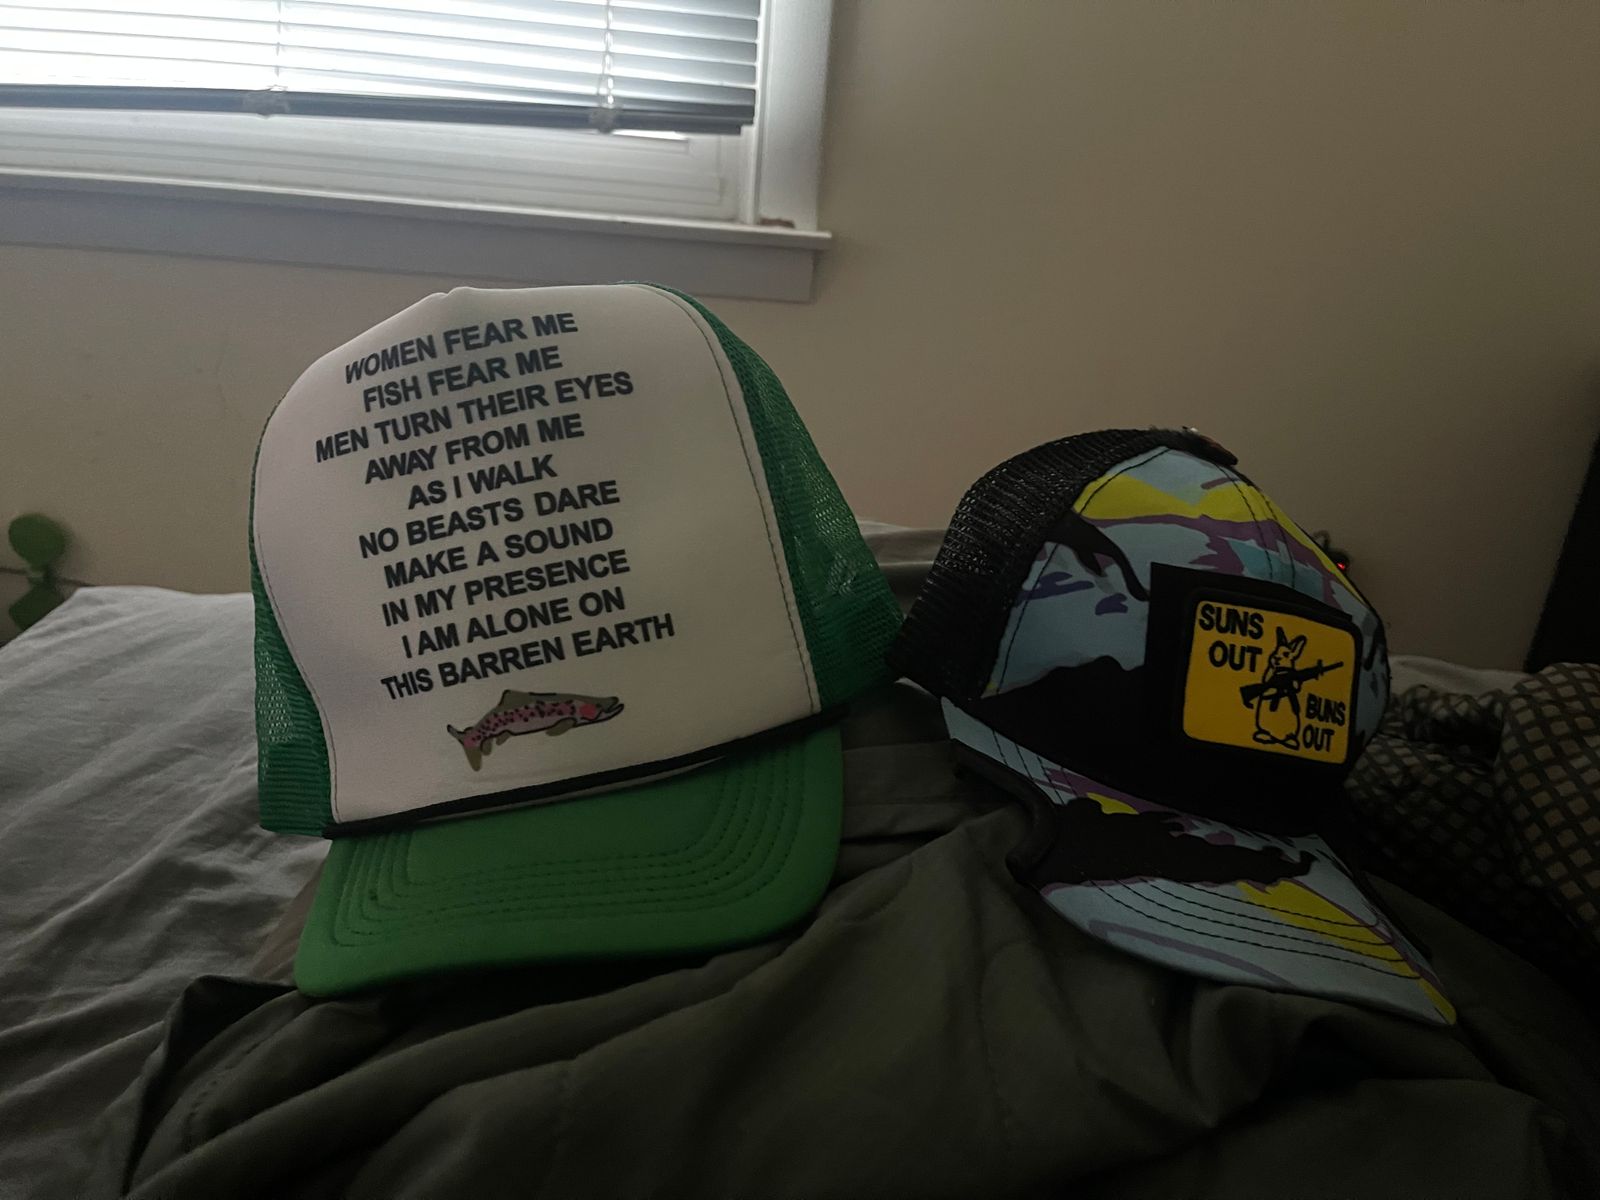 WOMEN FEAR ME
FISH FEAR ME
MEN TURN THEIR EYES
AWAY FROM ME
AS I WALK
NO BEASTS DARE
MAKE A SOUND
IN MY PRESENCE
I AM ALONE ON
THIS BARREN EARTH
SUNS
OUT
BUNS
OUT